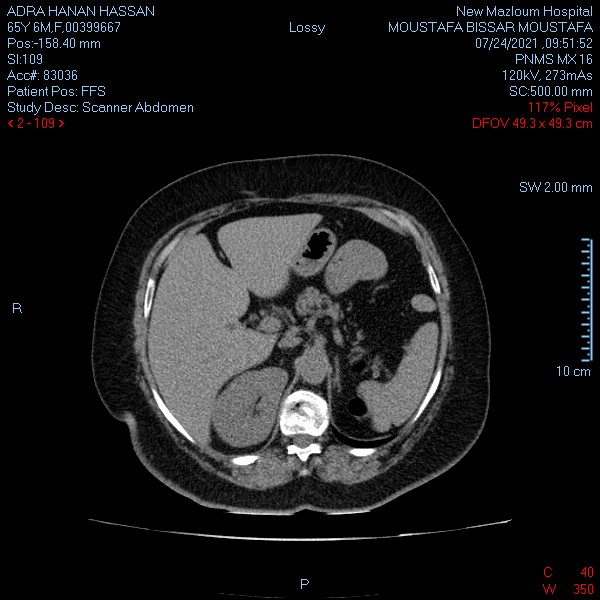 ADRA HANAN HASSAN
65Y 6M,F,00399667
Pos:-158.40 mm
SI:109
Acc#: 83036
Patient Pos: FFS
Study Desc: Scanner Abdomen
< 2 - 109 >
Lossy
New Mazloum Hospital
MOUSTAFA BISSAR MOUSTAFA
07/24/2021 ,09:51:52
PNMS MX 16
120kV, 273mAs
SC:500.00 mm
117% Pixel
DFOV 49.3 x 49.3 cm
SW 2.00 mm
R
10 cm
P
C 40
W 350